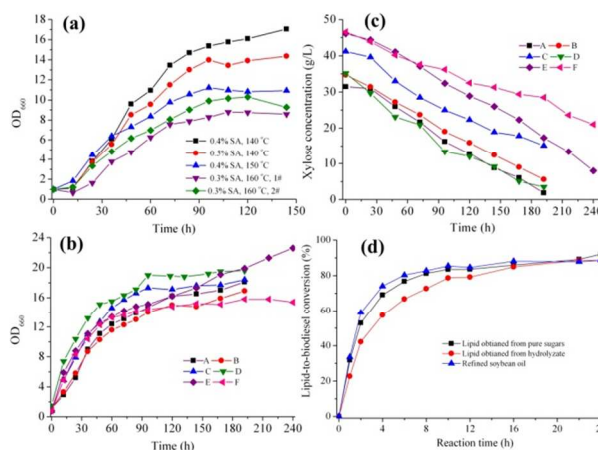 (a)
OD660
18
16
14
12
10
8
6
4
2
0
0.4% SA, 140 °C
0.5% SA, 140 °C
0.4% SA, 150 °C
0.3% SA, 160 °C, 1#
0.3% SA, 160 °C, 2#
0 30 60 90 120 150
Time (h)
(c)
Xylose concentration (g/L)
50
40
30
20
10
0
A B
C D
E F
0 30 60 90 120 150 180 210 240
Time (h)
(b)
OD660
24
20
16
12
8
4
0
A B
C D
E F
0 30 60 90 120 150 180 210 240
Time (h)
(d)
Lipid-to-biodiesel conversion (%)
100
80
60
40
20
0
Lipid obtianed from pure sugars
Lipid obtianed from hydrolyzate
Refined soybean oil
0 4 8 12 16 20
Reaction time (h)